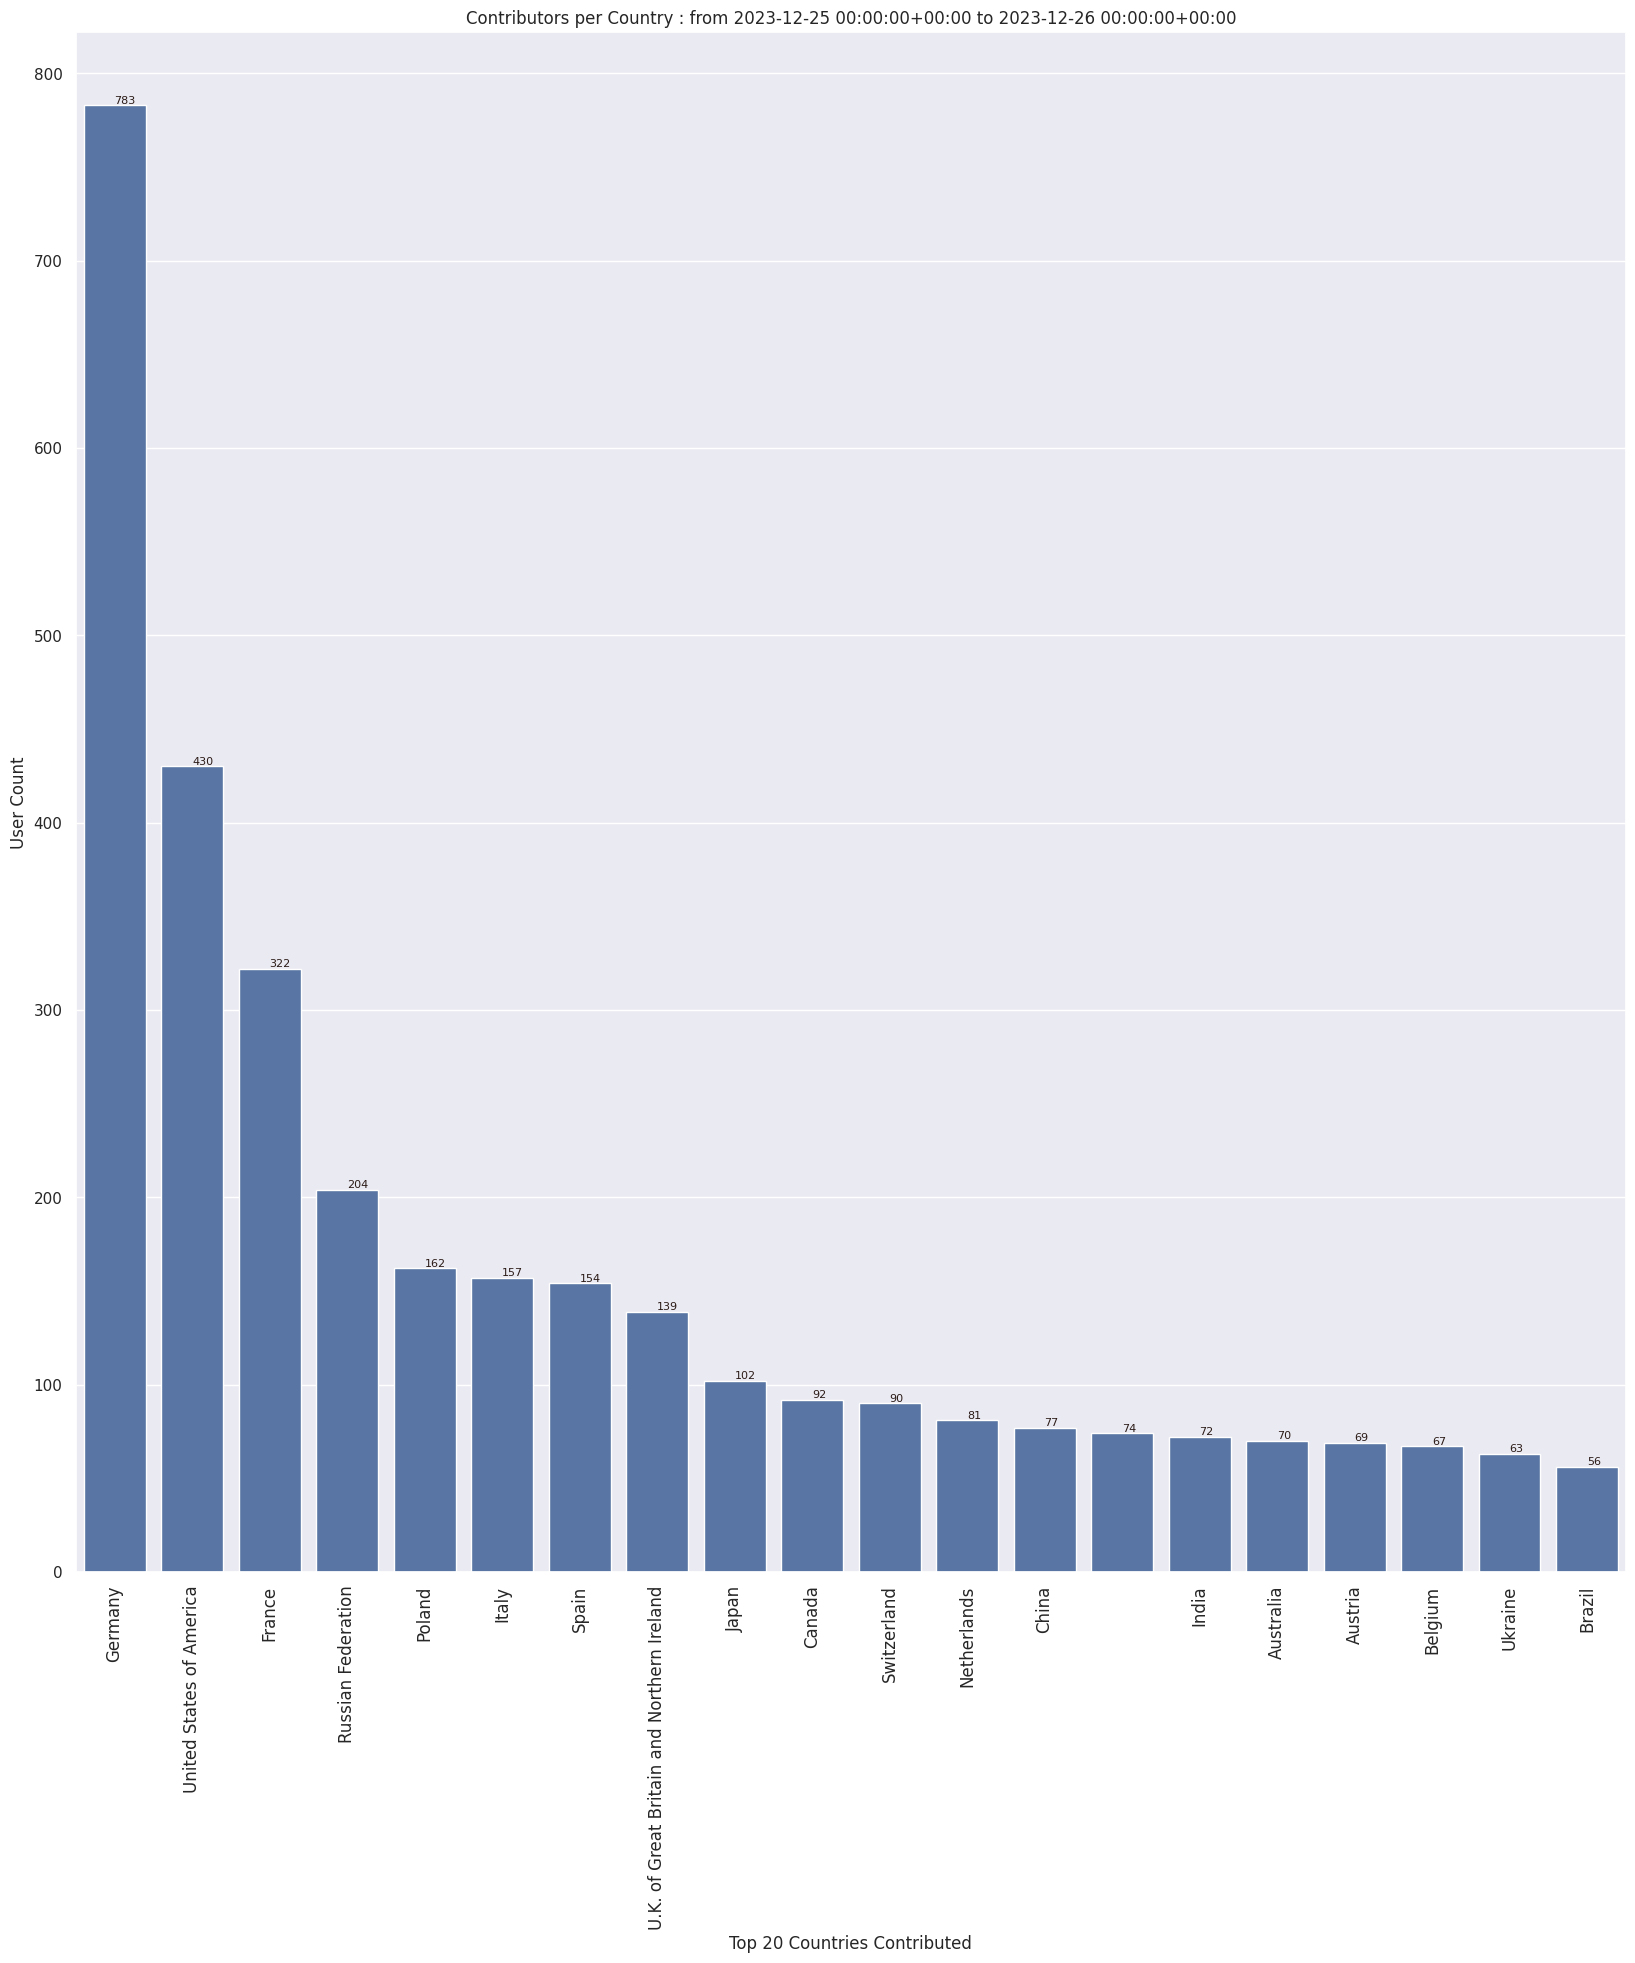 Contributors per Country : from 2023-12-25 00:00:00+00:00 to 2023-12-26 00:00:00+00:00
User Count
800
700
600
500
400
300
200
100
0
783
430
322
204
162
157
154
139
102
92
90
81
77
74
72
70
69
67
63
56
Germany
United States of America
France
Russian Federation
Poland
Italy
Spain
U.K. of Great Britain and Northern Ireland
Japan
Canada
Switzerland
Netherlands
China
India
Australia
Austria
Belgium
Ukraine
Brazil
Top 20 Countries Contributed